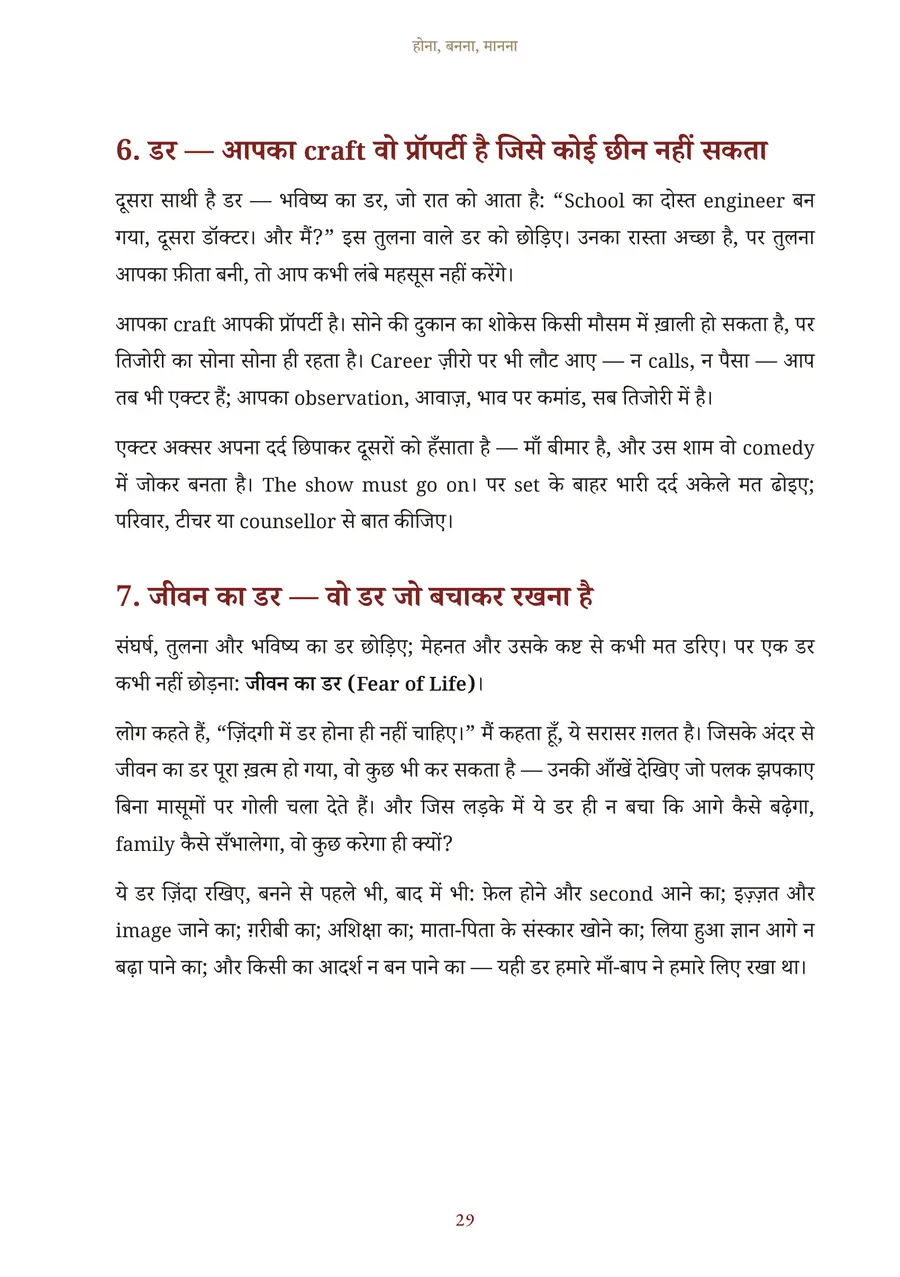 होना, बनना, मानना
6. डर — आपका craft वो प्रॉपर्टी है जिसे कोई छीन नहीं सकता
दूसरा साथी है डर — भविष्य का डर, जो रात को आता है: “School का दोस्त engineer बन
गया, दूसरा डॉक्टर। और मैं?” इस तुलना वाले डर को छोड़िए। उनका रास्ता अच्छा है, पर तुलना
आपका फ़ीता बनी, तो आप कभी लंबे महसूस नहीं करेंगे।
आपका craft आपकी प्रॉपर्टी है। सोने की दुकान का शोकेस किसी मौसम में ख़ाली हो सकता है, पर
तिजोरी का सोना सोना ही रहता है। Career ज़ीरो पर भी लौट आए — न calls, न पैसा — आप
तब भी एक्टर हैं; आपका observation, आवाज़, भाव पर कमांड, सब तिजोरी में है।
एक्टर अक्सर अपना दर्द छिपाकर दूसरों को हँसाता है — माँ बीमार है, और उस शाम वो comedy
में जोकर बनता है। The show must go on। पर set के बाहर भारी दर्द अकेले मत ढोइए;
परिवार, टीचर या counsellor से बात कीजिए।
7. जीवन का डर — वो डर जो बचाकर रखना है
संघर्ष, तुलना और भविष्य का डर छोड़िए; मेहनत और उसके कष्ट से कभी मत डरिए। पर एक डर
कभी नहीं छोड़ना: जीवन का डर (Fear of Life)।
लोग कहते हैं, “ज़िंदगी में डर होना ही नहीं चाहिए।” मैं कहता हूँ, ये सरासर ग़लत है। जिसके अंदर से
जीवन का डर पूरा ख़त्म हो गया, वो कुछ भी कर सकता है — उनकी आँखें देखिए जो पलक झपकाए
बिना मासूमों पर गोली चला देते हैं। और जिस लड़के में ये डर ही न बचा कि आगे कैसे बढ़ेगा,
family कैसे सँभालेगा, वो कुछ करेगा ही क्यों?
ये डर ज़िंदा रखिए, बनने से पहले भी, बाद में भी: फ़ेल होने और second आने का; इज़्ज़त और
image जाने का; ग़रीबी का; अशिक्षा का; माता-पिता के संस्कार खोने का; लिया हुआ ज्ञान आगे न
बढ़ा पाने का; और किसी का आदर्श न बन पाने का — यही डर हमारे माँ-बाप ने हमारे लिए रखा था।
29